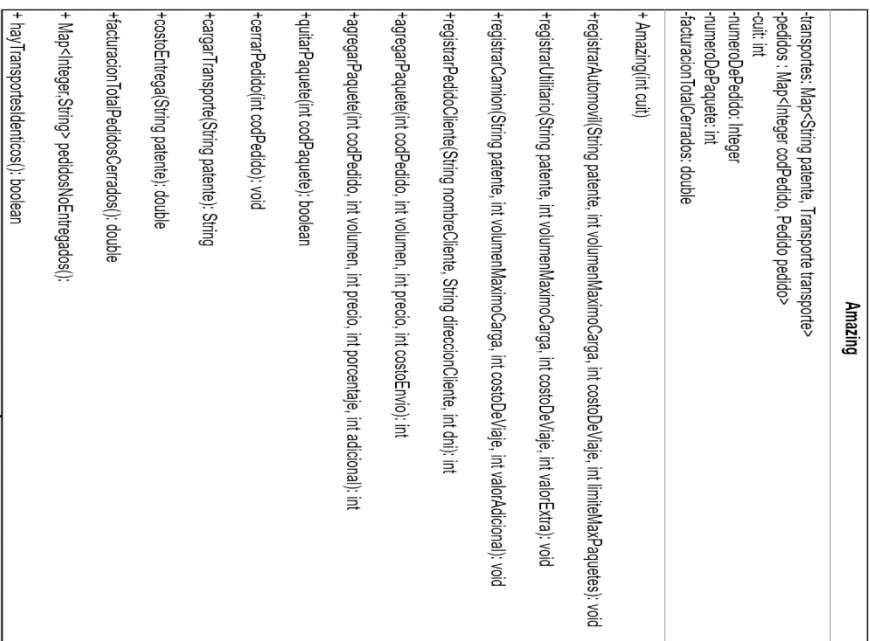 Amazing
-transportes: Map<String patente, Transporte transporte>
-pedidos : Map<Integer codPedido, Pedido pedido>
-cuit: int
-numeroDePedido: Integer
-numeroDePaquete: int
-facturacionTotalCerrados: double
+ Amazing(int cuit)
+registrarAutomovil(String patente, int volumenMaximoCarga, int costoDeViaje, int limiteMaxPaquetes): void
+registrarUtilitario(String patente, int volumenMaximoCarga, int costoDeViaje, int valorExtra): void
+registrarCamion(String patente, int volumenMaximoCarga, int costoDeViaje, int valorAdicional): void
+registrarPedidoCliente(String nombreCliente, String direccionCliente, int dni): int
+agregarPaquete(int codPedido, int volumen, int precio, int costoEnvio): int
+agregarPaquete(int codPedido, int volumen, int precio, int porcentaje, int adicional): int
+quitarPaquete(int codPaquete): boolean
+cerrarPedido(int codPedido): void
+cargarTransporte(String patente): String
+costoEntrega(String patente): double
+facturacionTotalPedidosCerrados(): double
+ Map<Integer,String> pedidosNoEntregados():
+ hayTransportesIdenticos(): boolean